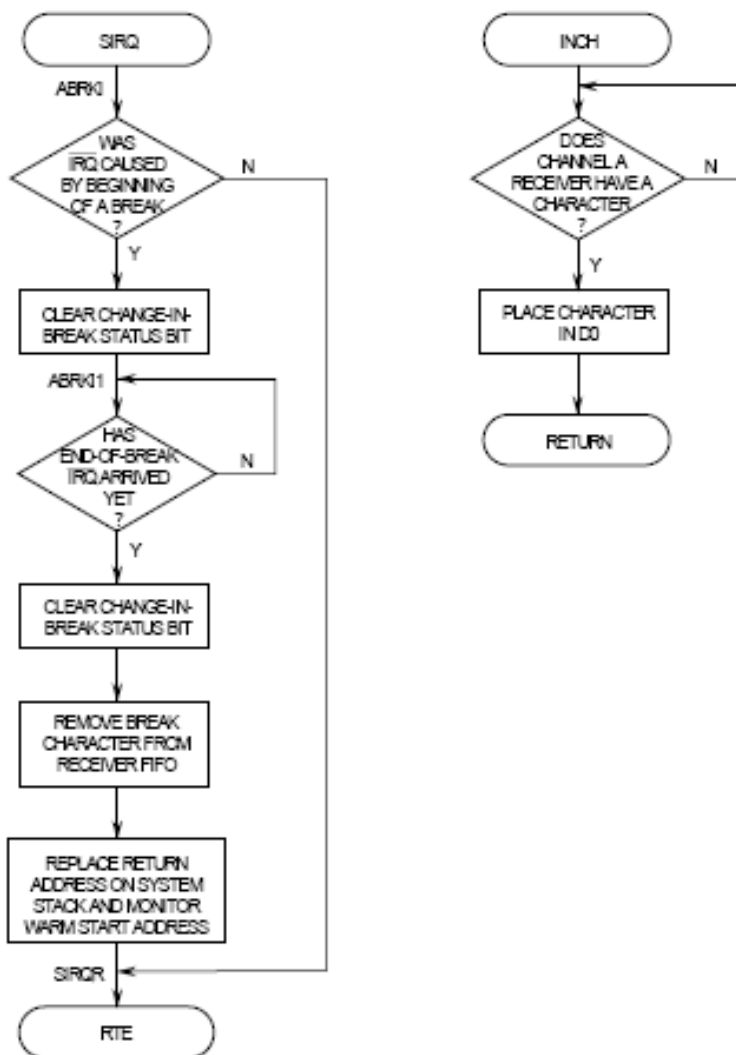 SIRQ
ABRKI
WAS
IRQ CAUSED
BY BEGINNING
OF A BREAK
?
N
Y
CLEAR CHANGE-IN-
BREAK STATUS BIT
ABRKI1
HAS
END-OF-BREAK
IRQ ARRIVED
YET
?
N
Y
CLEAR CHANGE-IN-
BREAK STATUS BIT
REMOVE BREAK
CHARACTER FROM
RECEIVER FIFO
REPLACE RETURN
ADDRESS ON SYSTEM
STACK AND MONITOR
WARM START ADDRESS
SIRQR
RTE
INCH
DOES
CHANNEL A
RECEIVER HAVE A
CHARACTER
?
N
Y
PLACE CHARACTER
IN D0
RETURN